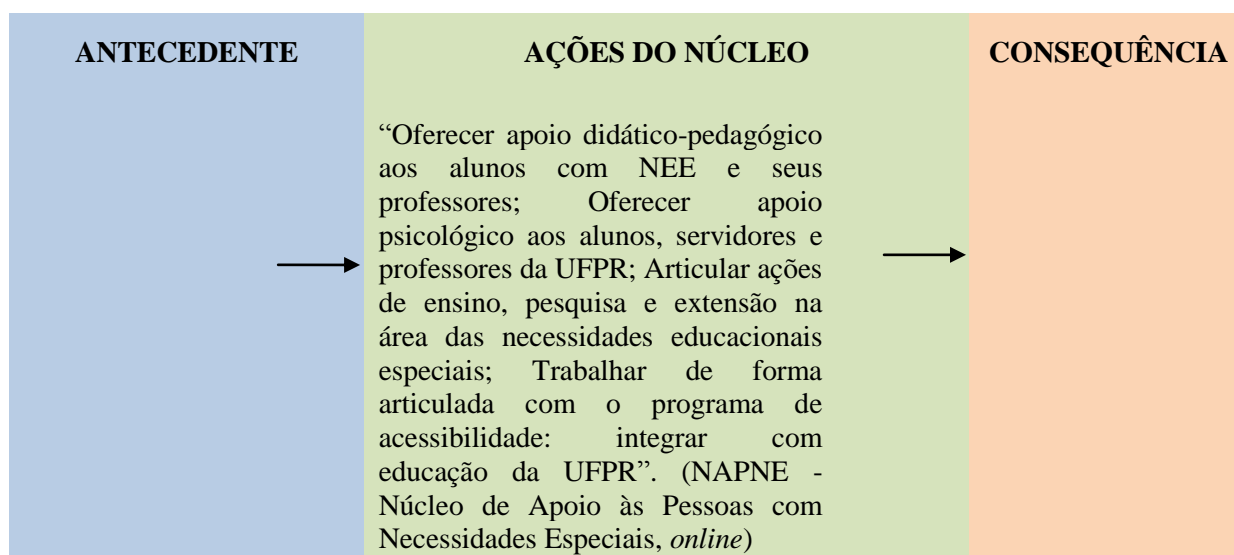 ANTECEDENTE
AÇÕES DO NÚCLEO
CONSEQUÊNCIA
“Oferecer apoio didático-pedagógico
aos alunos com NEE e seus
professores; Oferecer apoio
psicológico aos alunos, servidores e
professores da UFPR; Articular ações
de ensino, pesquisa e extensão na
área das necessidades educacionais
especiais; Trabalhar de forma
articulada com o programa de
acessibilidade: integrar com
educação da UFPR”. (NAPNE -
Núcleo de Apoio às Pessoas com
Necessidades Especiais, online)